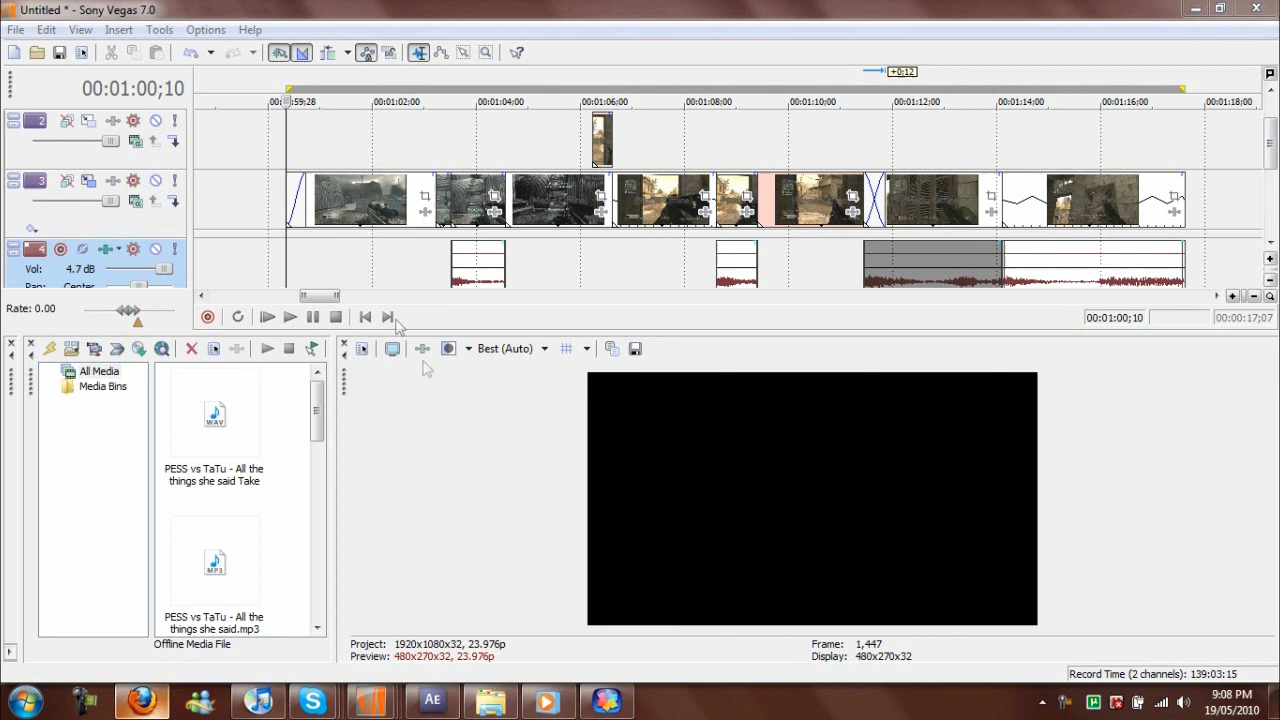 Untitled * - Sony Vegas 7.0
File Edit View Insert Tools Options Help
00:01:00;10
+0;12
59;28 00:01:02;00 00:01:04;00 00:01:06;00 00:01:08;00 00:01:10;00 00:01:12;00 00:01:14;00 00:01:16;00 00:01:18;00
2
3
4
Vol: 4.7 dB
Pan: Center
Rate: 0.00
00:01:00;10
00:00:17;07
All Media
Media Bins
WAV
PESS vs TaTu - All the
things she said Take
MP3
PESS vs TaTu - All the
things she said.mp3
Offline Media File
Best (Auto)
Project: 1920x1080x32, 23.976p
Preview: 480x270x32, 23.976p
Frame: 1,447
Display: 480x270x32
Record Time (2 channels): 139:03:15
AE
9:08 PM
19/05/2010